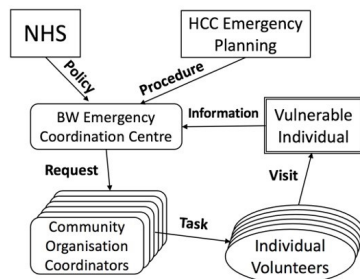 NHS
HCC Emergency
Planning
Policy
Procedure
BW Emergency
Coordination Centre
Information
Vulnerable
Individual
Request
Visit
Community
Organisation
Coordinators
Task
Individual
Volunteers